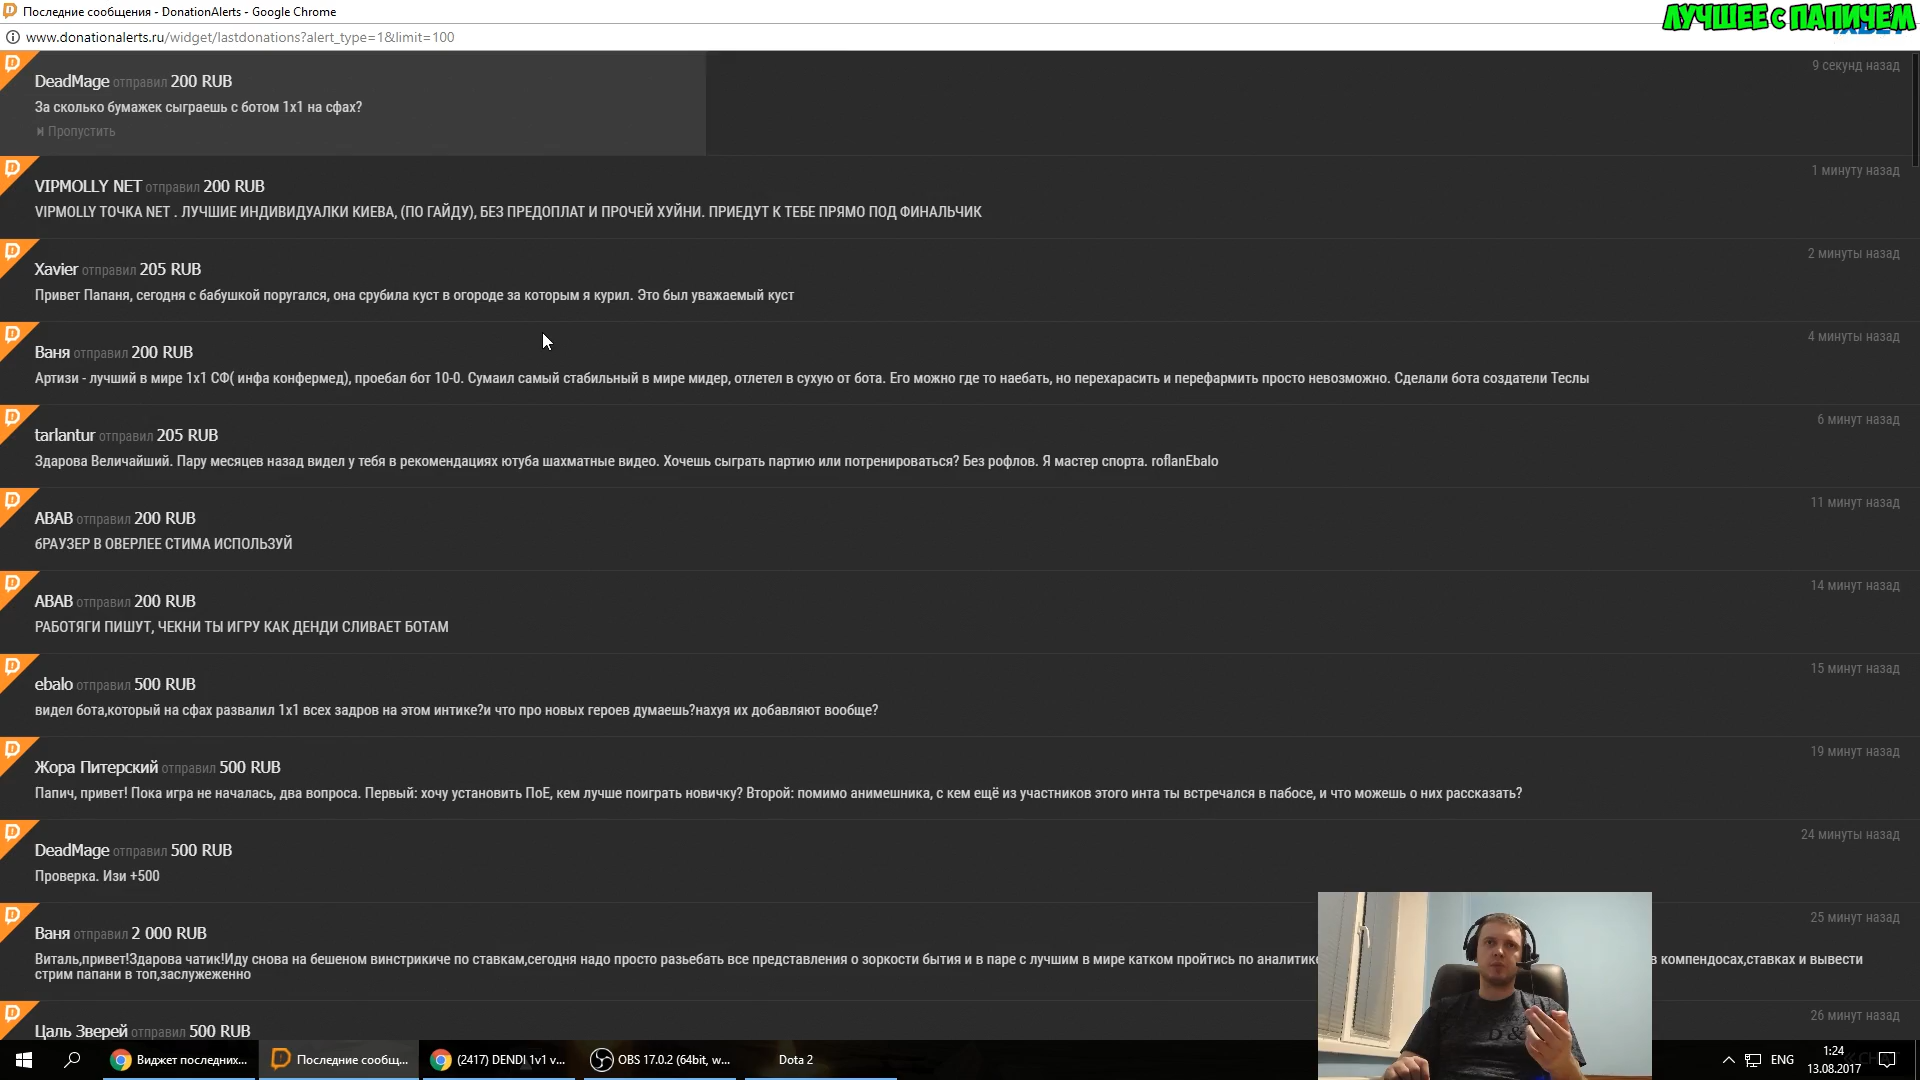 Последние сообщения - DonationAlerts - Google Chrome
ЛУЧШЕЕ с ПАПИЧЕМ
www.donationalerts.ru/widget/lastdonations?alert_type=1&limit=100
DeadMage отправил 200 RUB
9 секунд назад
За сколько бумажек сыграешь с ботом 1х1 на сфах?
Пропустить
VIPMOLLY NET отправил 200 RUB
1 минуту назад
VIPMOLLY ТОЧКА NET . ЛУЧШИЕ ИНДИВИДУАЛКИ КИЕВА, (ПО ГАЙДУ), БЕЗ ПРЕДОПЛАТ И ПРОЧЕЙ ХУЙНИ. ПРИЕДУТ К ТЕБЕ ПРЯМО ПОД ФИНАЛЬЧИК
Xavier отправил 205 RUB
2 минуты назад
Привет Папаня, сегодня с бабушкой поругался, она срубила куст в огороде за которым я курил. Это был уважаемый куст
Ваня отправил 200 RUB
4 минуты назад
Артизи - лучший в мире 1х1 СФ( инфа конфермед), проебал бот 10-0. Сумаил самый стабильный в мире мидер, отлетел в сухую от бота. Его можно где то наебать, но перехарасить и перефармить просто невозможно. Сделали бота создатели Теслы
tarlantur отправил 205 RUB
6 минут назад
Здарова Величайший. Пару месяцев назад видел у тебя в рекомендациях ютуба шахматные видео. Хочешь сыграть партию или потренироваться? Без рофлов. Я мастер спорта. roflanEbalo
ABAB отправил 200 RUB
11 минут назад
бРАУЗЕР В ОВЕРЛЕЕ СТИМА ИСПОЛЬЗУЙ
ABAB отправил 200 RUB
14 минут назад
РАБОТЯГИ ПИШУТ, ЧЕКНИ ТЫ ИГРУ КАК ДЕНДИ СЛИВАЕТ БОТАМ
ebalo отправил 500 RUB
15 минут назад
видел бота,который на сфах развалил 1х1 всех задров на этом интике?и что про новых героев думаешь?нахуя их добавляют вообще?
Жора Питерский отправил 500 RUB
19 минут назад
Папич, привет! Пока игра не началась, два вопроса. Первый: хочу установить ПоЕ, кем лучше поиграть новичку? Второй: помимо анимешника, с кем ещё из участников этого инта ты встречался в пабосе, и что можешь о них рассказать?
DeadMage отправил 500 RUB
24 минуты назад
Проверка. Изи +500
Ваня отправил 2 000 RUB
25 минут назад
Виталь,привет!Здарова чатик!Иду снова на бешеном винстрикиче по ставкам,сегодня надо просто разьебать все представления о зоркости бытия и в паре с лучшим в мире катком пройтись по аналитик в компендосах,ставках и вывести
стрим папани в топ,заслужеженно
Цаль Зверей отправил 500 RUB
26 минут назад
Виджет последних...
Последние сообщ...
(2417) DENDI 1v1 v...
OBS 17.0.2 (64bit, w...
Dota 2
ENG
1:24
13.08.2017